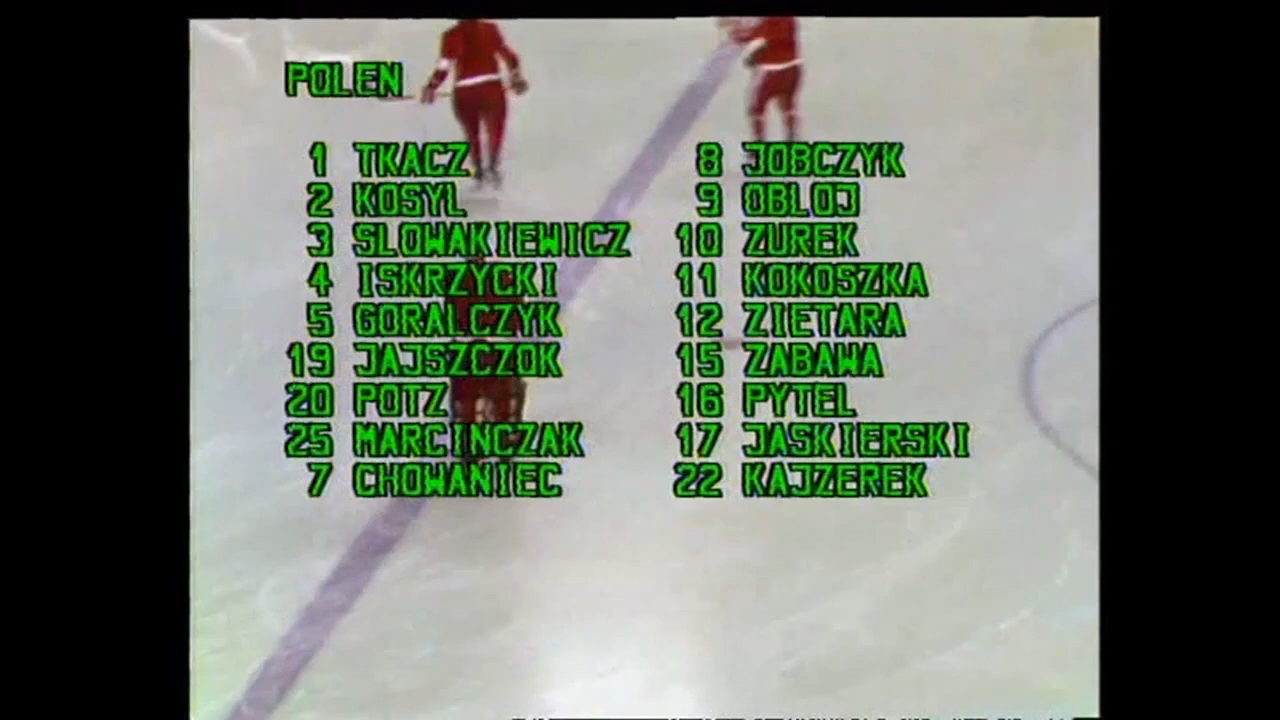 POLEN
1 TKACZ
2 KOSYL
3 SLOWAKIEWICZ
4 ISKRZYCKI
5 GORALCZYK
19 JAJSZCZOK
20 POTZ
25 MARCINCZAK
7 CHOWANIEC
8 JOBCZYK
9 OBLOJ
10 ZUREK
11 KOKOSZKA
12 ZIETARA
15 ZABAWA
16 PYTEL
17 JASKIERSKI
22 KAJZEREK